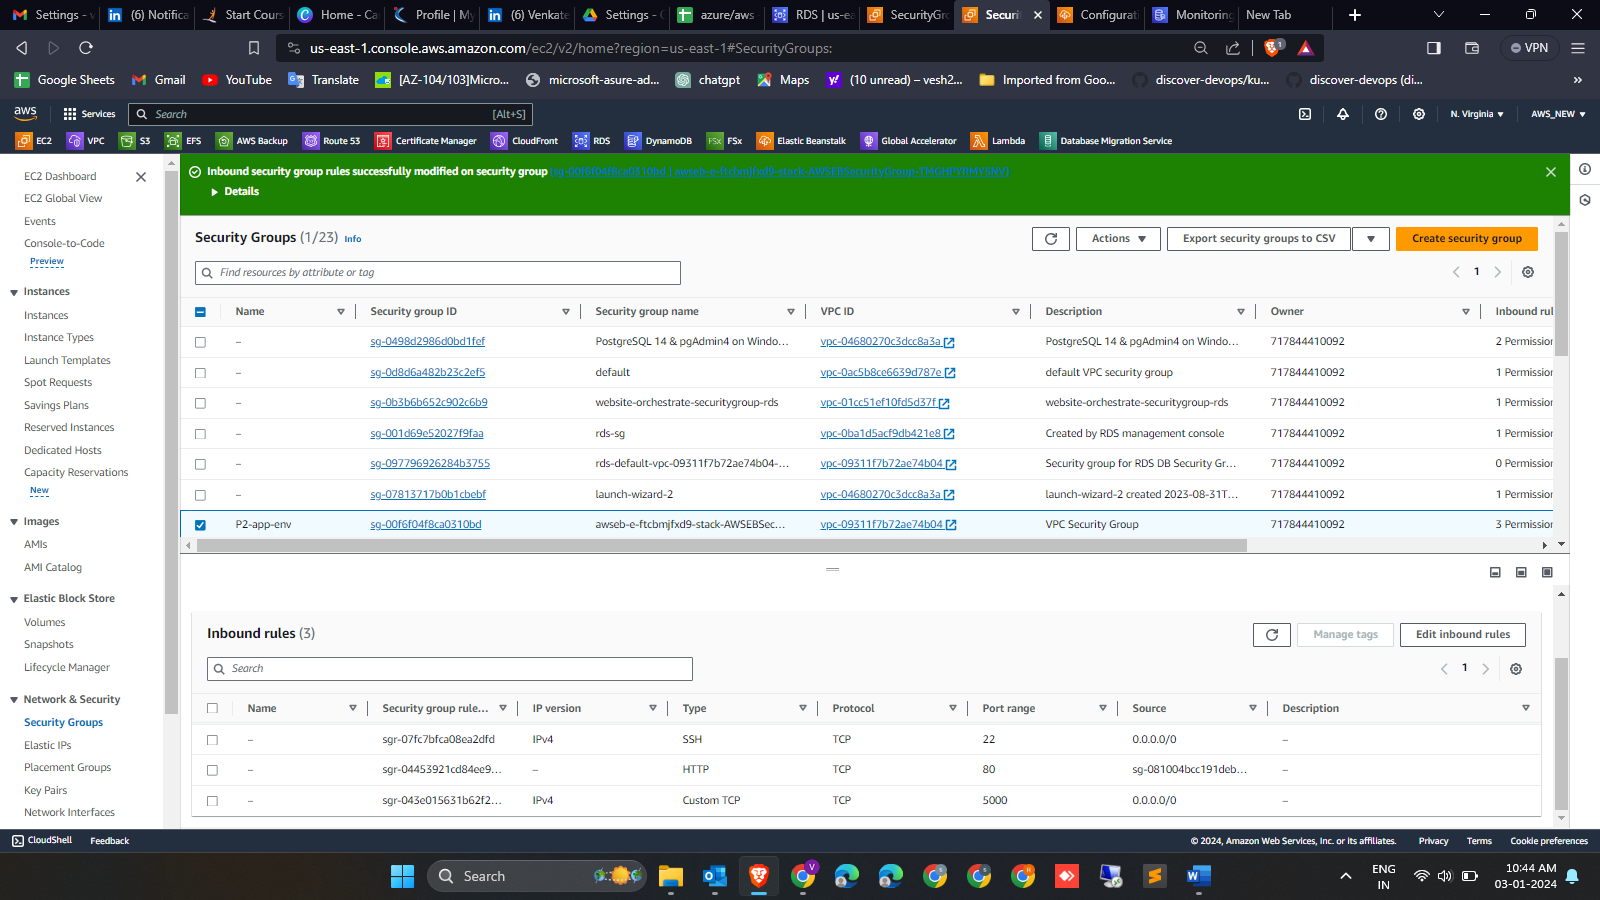 Settings - v
(6) Notifica
Start Cours
Home - Ca
Profile | My
(6) Venkate
Settings - C
azure/aws
RDS | us-ea
SecurityGro
Securi
Configurati
Monitoring
New Tab
us-east-1.console.aws.amazon.com/ec2/v2/home?region=us-east-1#SecurityGroups:
1
VPN
Google Sheets
Gmail
YouTube
Translate
[AZ-104/103]Micro...
microsoft-asure-ad...
chatgpt
Maps
(10 unread) – vesh2...
Imported from Goo...
discover-devops/ku...
discover-devops (di...
aws
Services
Search
[Alt+S]
N. Virginia
AWS_NEW
EC2
VPC
S3
EFS
AWS Backup
Route 53
Certificate Manager
CloudFront
RDS
DynamoDB
FSx
Elastic Beanstalk
Global Accelerator
Lambda
Database Migration Service
EC2 Dashboard
EC2 Global View
Events
Console-to-Code
Preview
Instances
Instances
Instance Types
Launch Templates
Spot Requests
Savings Plans
Reserved Instances
Dedicated Hosts
Capacity Reservations
New
Images
AMIs
AMI Catalog
Elastic Block Store
Volumes
Snapshots
Lifecycle Manager
Network & Security
Security Groups
Elastic IPs
Placement Groups
Key Pairs
Network Interfaces
Inbound security group rules successfully modified on security group
Details
Security Groups (1/23) Info
Actions
Export security groups to CSV
Create security group
Find resources by attribute or tag
1
Name Security group ID Security group name VPC ID Description Owner Inbound rul
– sg-0498d2986d0bd1fef PostgreSQL 14 & pgAdmin4 on Windo... vpc-04680270c3dcc8a3a PostgreSQL 14 & pgAdmin4 on Windo... 717844410092 2 Permission
– sg-0d8d6a482b23c2ef5 default vpc-0ac5b8ce6639d787e default VPC security group 717844410092 1 Permission
– sg-0b3b6b652c902c6b9 website-orchestrate-securitygroup-rds vpc-01cc51ef10fd5d37f website-orchestrate-securitygroup-rds 717844410092 1 Permission
– sg-001d69e52027f9faa rds-sg vpc-0ba1d5acf9db421e8 Created by RDS management console 717844410092 1 Permission
– sg-097796926284b3755 rds-default-vpc-09311f7b72ae74b04-... vpc-09311f7b72ae74b04 Security group for RDS DB Security Gr... 717844410092 0 Permission
– sg-07813717b0b1cbebf launch-wizard-2 vpc-04680270c3dcc8a3a launch-wizard-2 created 2023-08-31T... 717844410092 1 Permission
P2-app-env sg-00f6f04f8ca0310bd awseb-e-ftcbmjfxd9-stack-AWSEBSec... vpc-09311f7b72ae74b04 VPC Security Group 717844410092 3 Permission
Inbound rules (3)
Manage tags
Edit inbound rules
Search
1
Name Security group rule... IP version Type Protocol Port range Source Description
– sgr-07fc7bfca08ea2dfd IPv4 SSH TCP 22 0.0.0.0/0 –
– sgr-04453921cd84ee9... – HTTP TCP 80 sg-081004bcc191deb... –
– sgr-043e015631b62f2... IPv4 Custom TCP TCP 5000 0.0.0.0/0 –
CloudShell
Feedback
© 2024, Amazon Web Services, Inc. or its affiliates.
Privacy
Terms
Cookie preferences
Search
ENG
IN
10:44 AM
03-01-2024